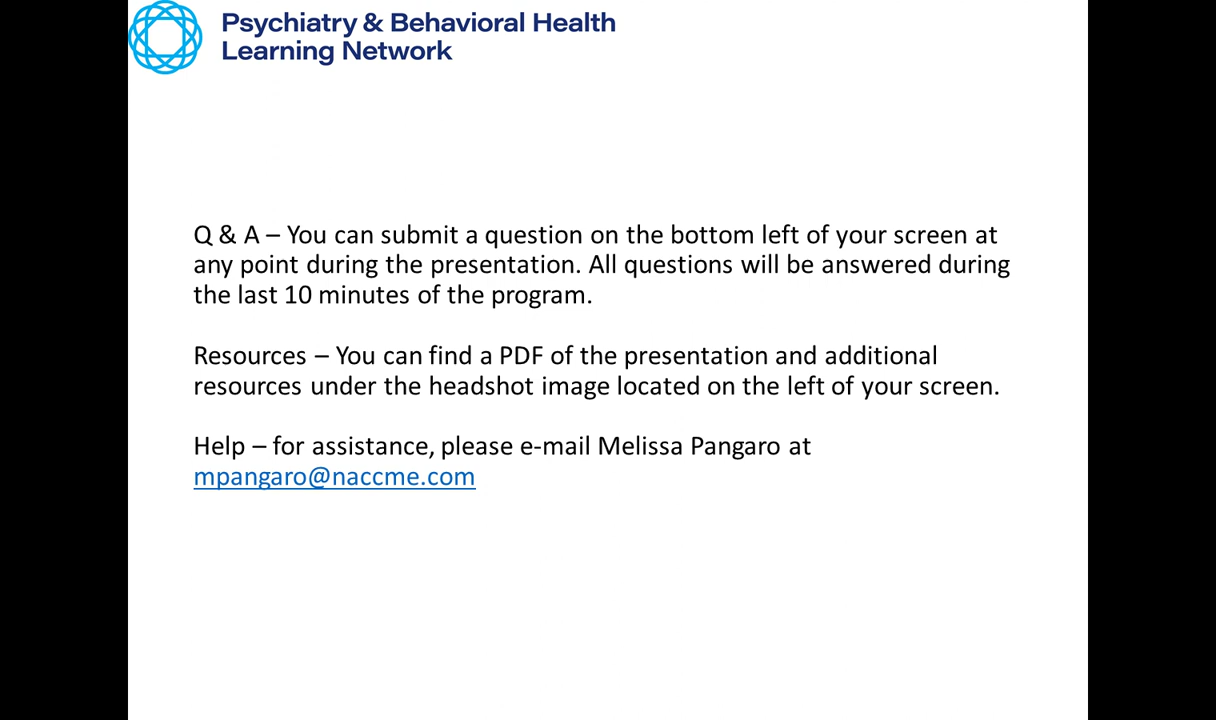 Psychiatry & Behavioral Health
Learning Network
Q & A – You can submit a question on the bottom left of your screen at
any point during the presentation. All questions will be answered during
the last 10 minutes of the program.
Resources – You can find a PDF of the presentation and additional
resources under the headshot image located on the left of your screen.
Help – for assistance, please e-mail Melissa Pangaro at
mpangaro@naccme.com